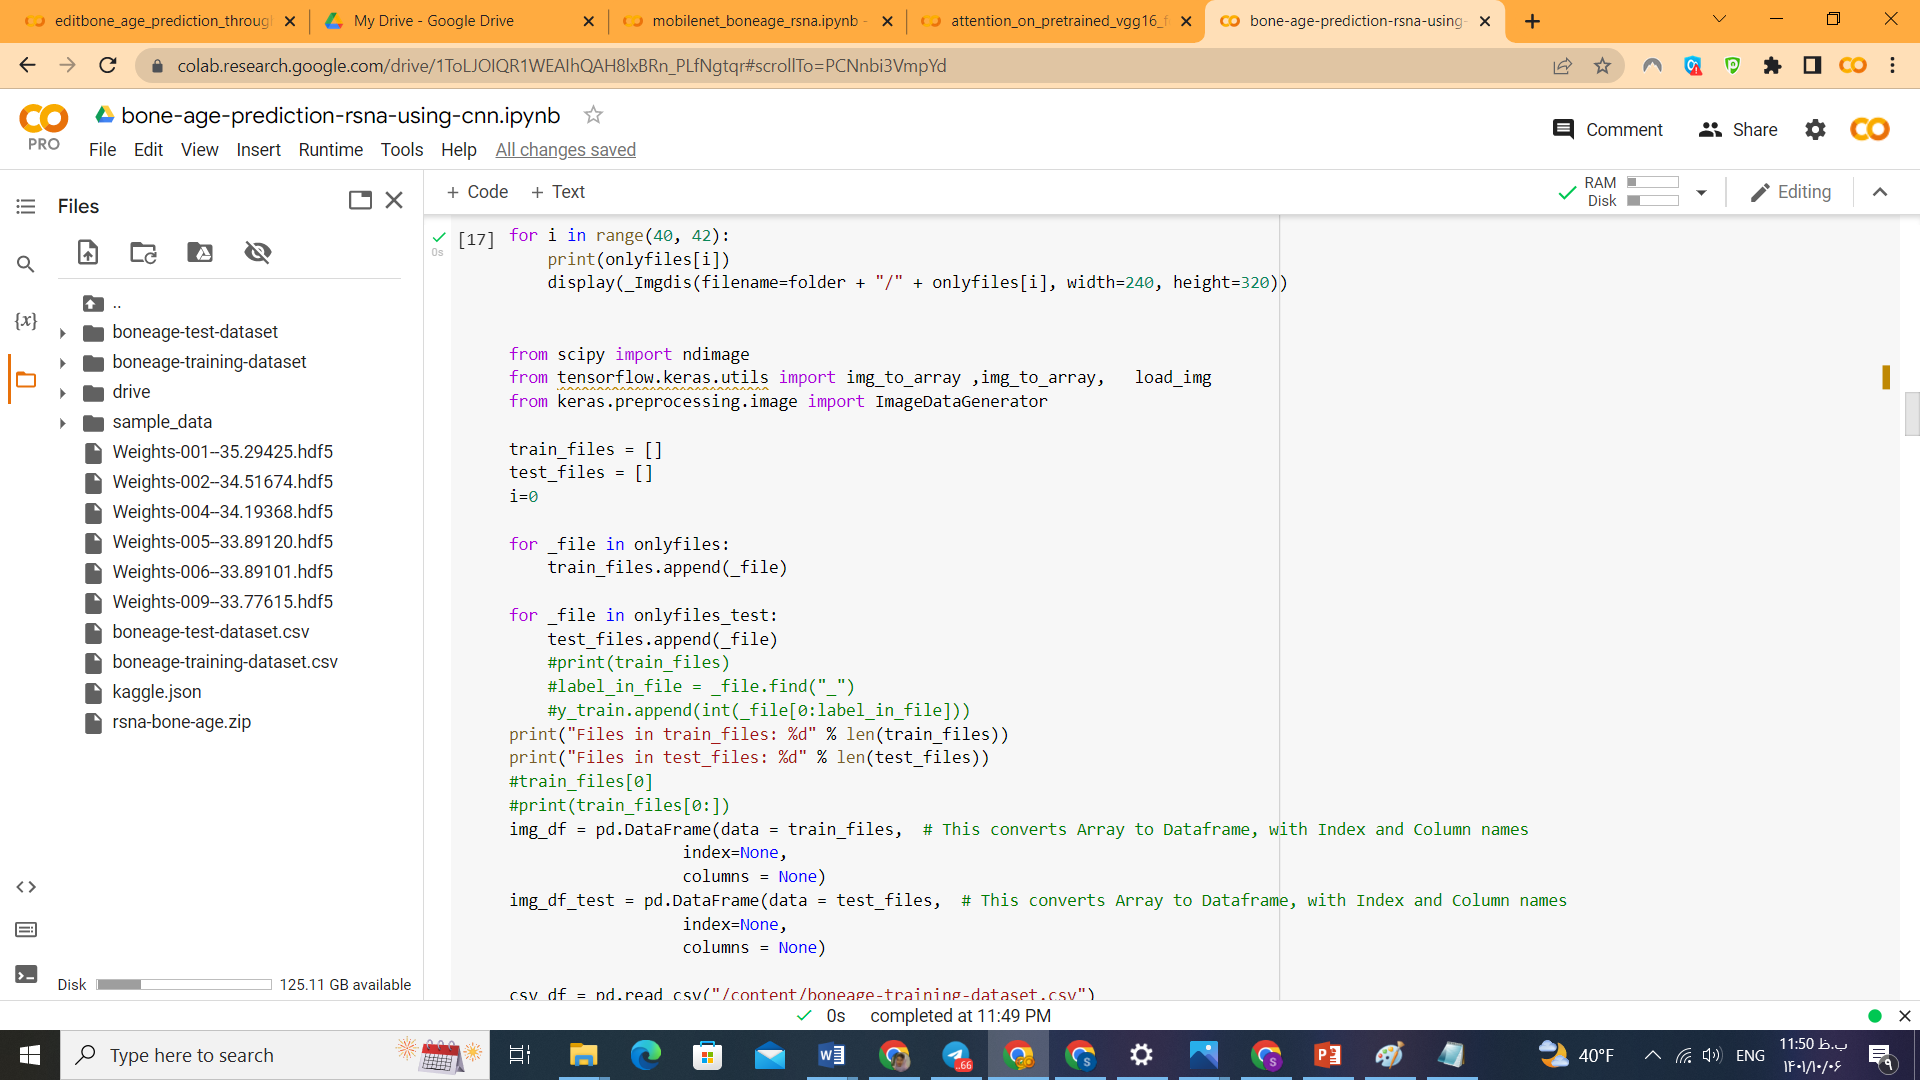 editbone_age_prediction_throug
My Drive - Google Drive
mobilenet_boneage_rsna.ipynb -
attention_on_pretrained_vgg16_f
bone-age-prediction-rsna-using-
colab.research.google.com/drive/1ToLJOIQR1WEAIhQAH8lxBRn_PLfNgtqr#scrollTo=PCNnbi3VmpYd
PRO
bone-age-prediction-rsna-using-cnn.ipynb
Comment
Share
File Edit View Insert Runtime Tools Help All changes saved
Files
+ Code + Text
RAM
Disk
Editing
..
boneage-test-dataset
boneage-training-dataset
drive
sample_data
Weights-001--35.29425.hdf5
Weights-002--34.51674.hdf5
Weights-004--34.19368.hdf5
Weights-005--33.89120.hdf5
Weights-006--33.89101.hdf5
Weights-009--33.77615.hdf5
boneage-test-dataset.csv
boneage-training-dataset.csv
kaggle.json
rsna-bone-age.zip
{x}
Disk 125.11 GB available
0s
[17] for i in range(40, 42):
print(onlyfiles[i])
display(_Imgdis(filename=folder + "/" + onlyfiles[i], width=240, height=320))
from scipy import ndimage
from tensorflow.keras.utils import img_to_array ,img_to_array,   load_img
from keras.preprocessing.image import ImageDataGenerator
train_files = []
test_files = []
i=0
for _file in onlyfiles:
train_files.append(_file)
for _file in onlyfiles_test:
test_files.append(_file)
#print(train_files)
#label_in_file = _file.find("_")
#y_train.append(int(_file[0:label_in_file]))
print("Files in train_files: %d" % len(train_files))
print("Files in test_files: %d" % len(test_files))
#train_files[0]
#print(train_files[0:])
img_df = pd.DataFrame(data = train_files,  # This converts Array to Dataframe, with Index and Column names
index=None,
columns = None)
img_df_test = pd.DataFrame(data = test_files,  # This converts Array to Dataframe, with Index and Column names
index=None,
columns = None)
csv_df = pd.read_csv("/content/boneage-training-dataset.csv")
0s completed at 11:49 PM
Type here to search
..66
40°F
ENG
11:50 ب.ظ
۱۴۰۱/۱۰/۰۶
۹